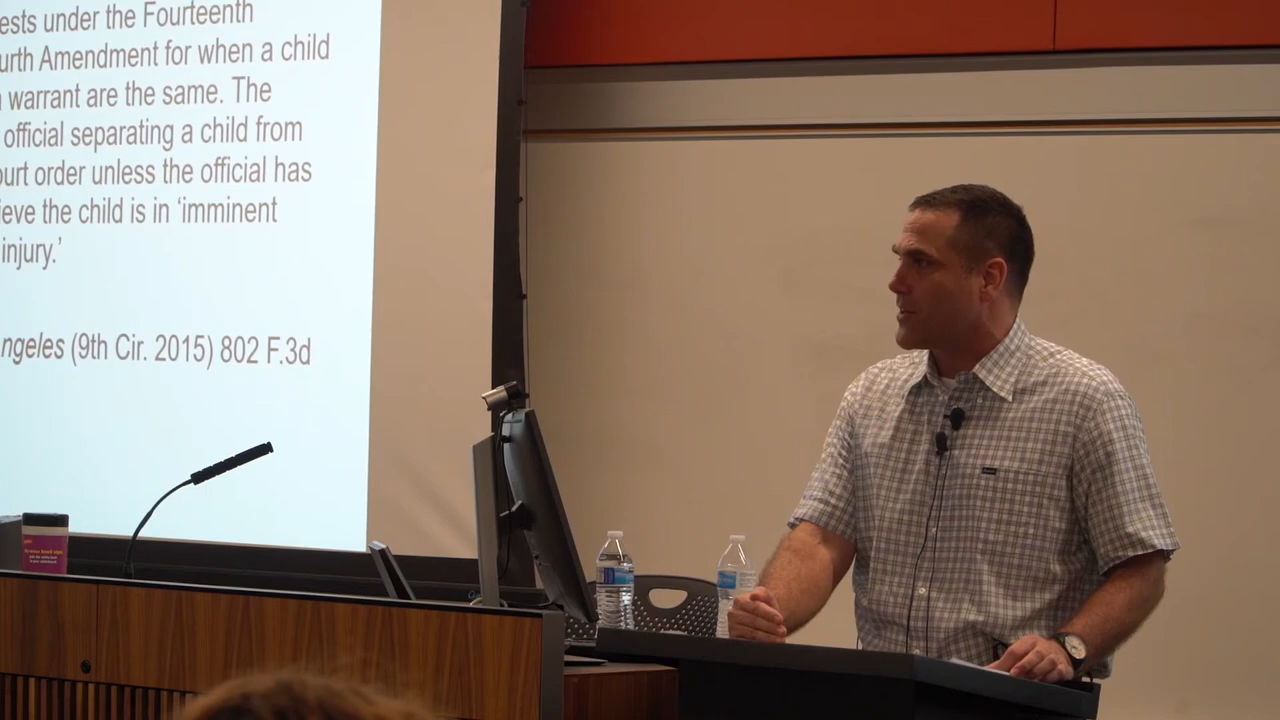 ests under the Fourteenth
urth Amendment for when a child
warrant are the same. The
official separating a child from
ourt order unless the official has
ieve the child is in ‘imminent
injury.’
ngeles (9th Cir. 2015) 802 F.3d